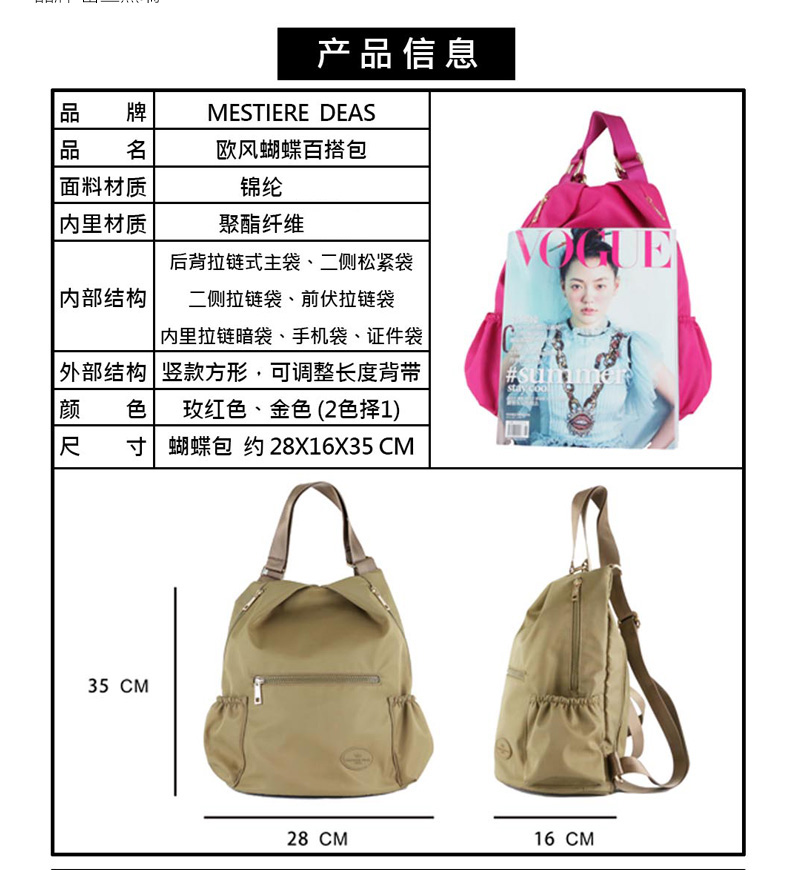 产品信息
品 牌 MESTIERE DEAS
品 名 欧风蝴蝶百搭包
面料材质 锦纶
内里材质 聚酯纤维
内部结构 后背拉链式主袋、二侧松紧袋
二侧拉链袋、前伏拉链袋
内里拉链暗袋、手机袋、证件袋
外部结构 竖款方形，可调整长度背带
颜 色 玫红色、金色 (2色择1)
尺 寸 蝴蝶包 约 28X16X35 CM
VOGUE
#summer
stay cool
35 CM
28 CM
16 CM